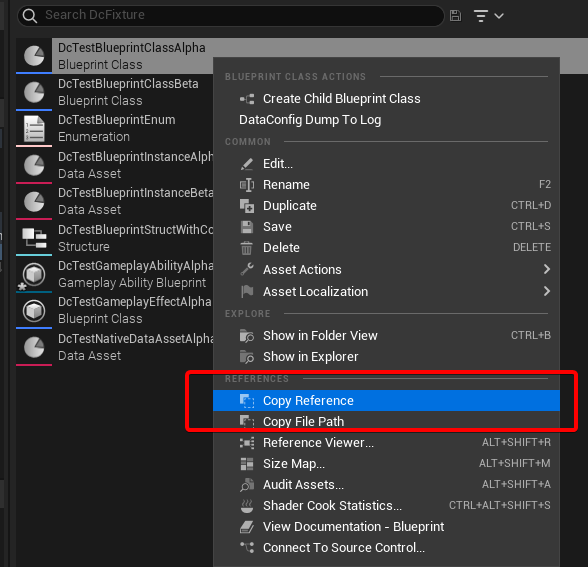 Search DcFixture
DcTestBlueprintClassAlpha
Blueprint Class
DcTestBlueprintClassBeta
Blueprint Class
DcTestBlueprintEnum
Enumeration
DcTestBlueprintInstanceAlph
Data Asset
DcTestBlueprintInstanceBeta
Data Asset
DcTestBlueprintStructWithCo
Structure
DcTestGameplayAbilityAlpha
Gameplay Ability Blueprint
DcTestGameplayEffectAlpha
Blueprint Class
DcTestNativeDataAssetAlpha
Data Asset
BLUEPRINT CLASS ACTIONS
Create Child Blueprint Class
DataConfig Dump To Log
COMMON
Edit...
Rename F2
Duplicate CTRL+D
Save CTRL+S
Delete DELETE
Asset Actions
Asset Localization
EXPLORE
Show in Folder View CTRL+B
Show in Explorer
REFERENCES
Copy Reference
Copy File Path
Reference Viewer... ALT+SHIFT+R
Size Map... ALT+SHIFT+M
Audit Assets... ALT+SHIFT+A
Shader Cook Statistics... CTRL+ALT+SHIFT+S
View Documentation - Blueprint
Connect To Source Control...